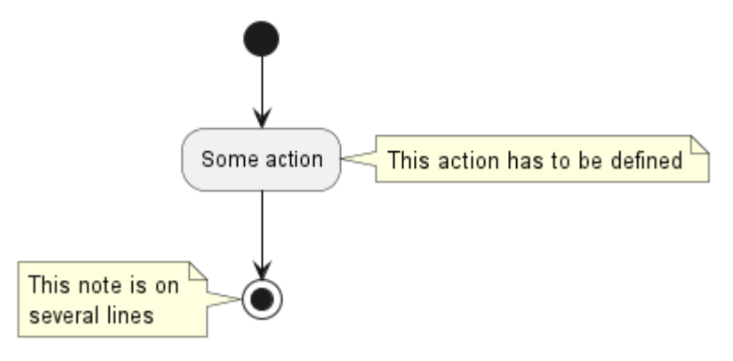 Some action
This action has to be defined
This note is on
several lines